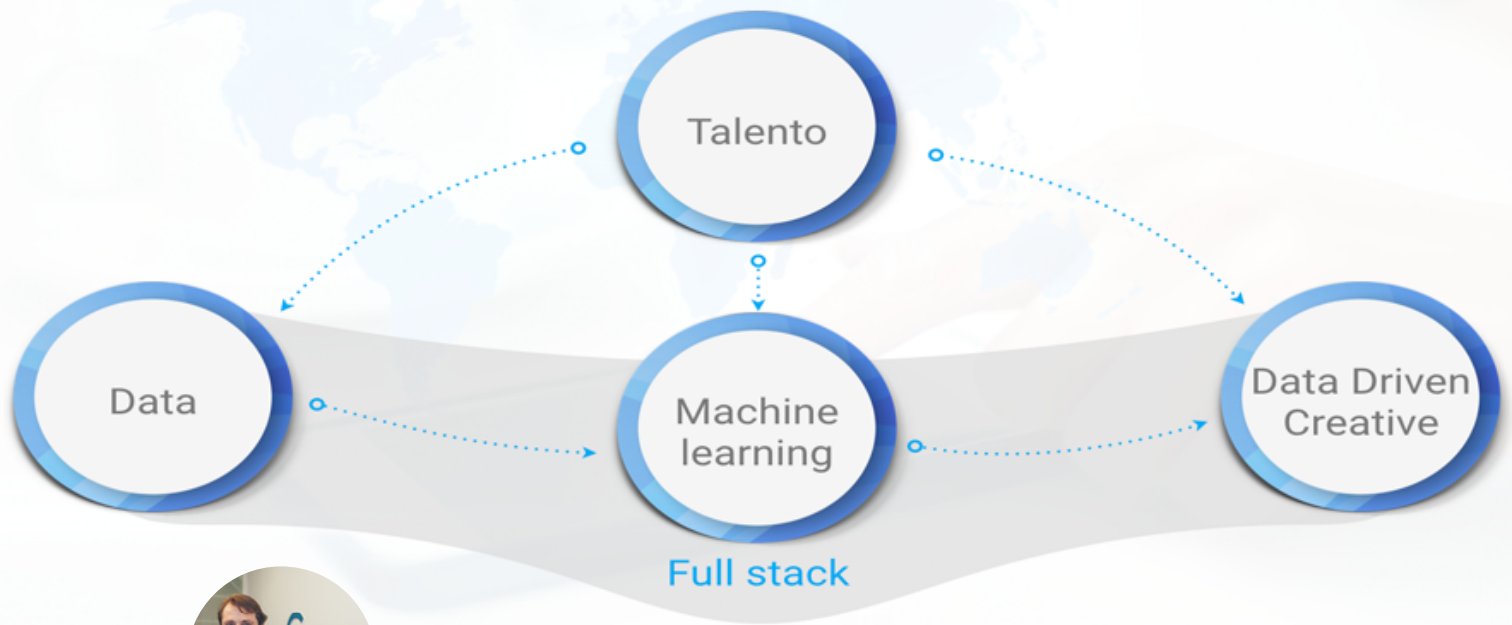 Talento
Data
Machine
learning
Data Driven
Creative
Full stack